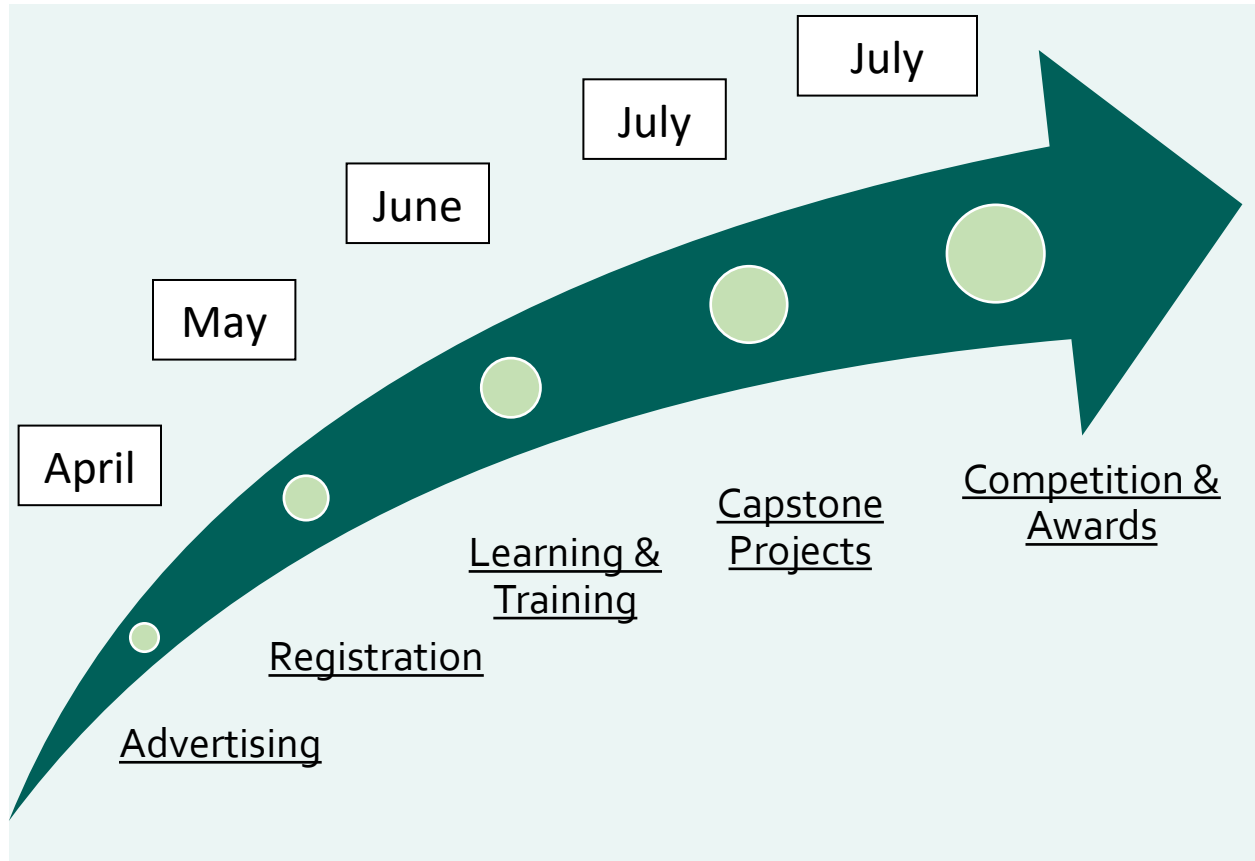 April
May
June
July
July
Advertising
Registration
Learning &
Training
Capstone
Projects
Competition &
Awards